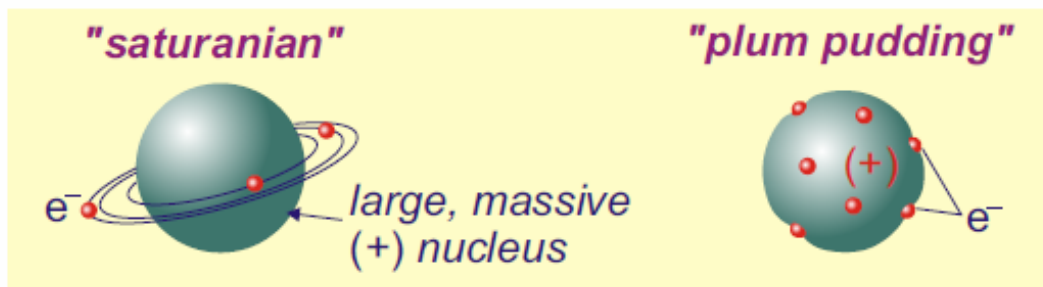 "saturanian"
"plum pudding"
e⁻
large, massive
(+) nucleus
(+)
e⁻